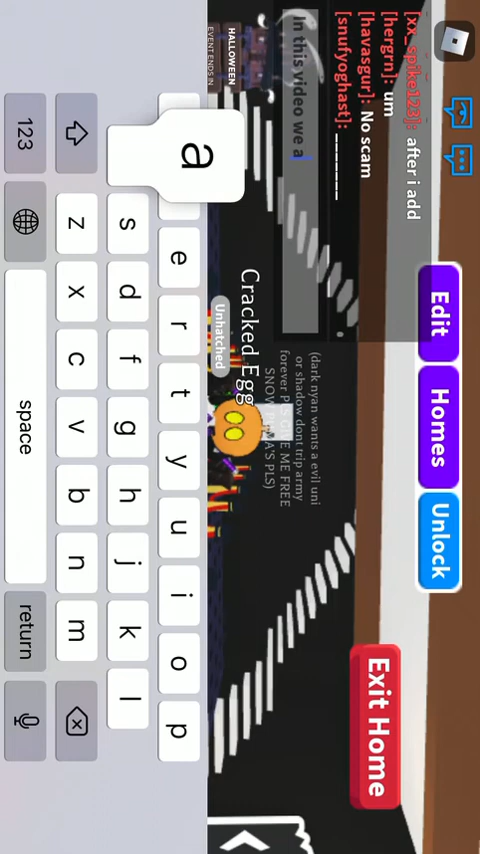 [xx_spike123]: after i add
[hergrn]: um
[havasgur]: No scam
[snufyoghast]: _______
In this video we a
HALLOWEEN
EVENT ENDS IN
Edit
Homes
Unlock
Exit Home
(dark nyan wants a evil uni
or shadow dont trip army
forever PLS GIVE ME FREE
PLS)
Cracked Egg
Unhatched
a
e r t y u i o p
s d f g h j k l
z x c v b n m
123
space
return